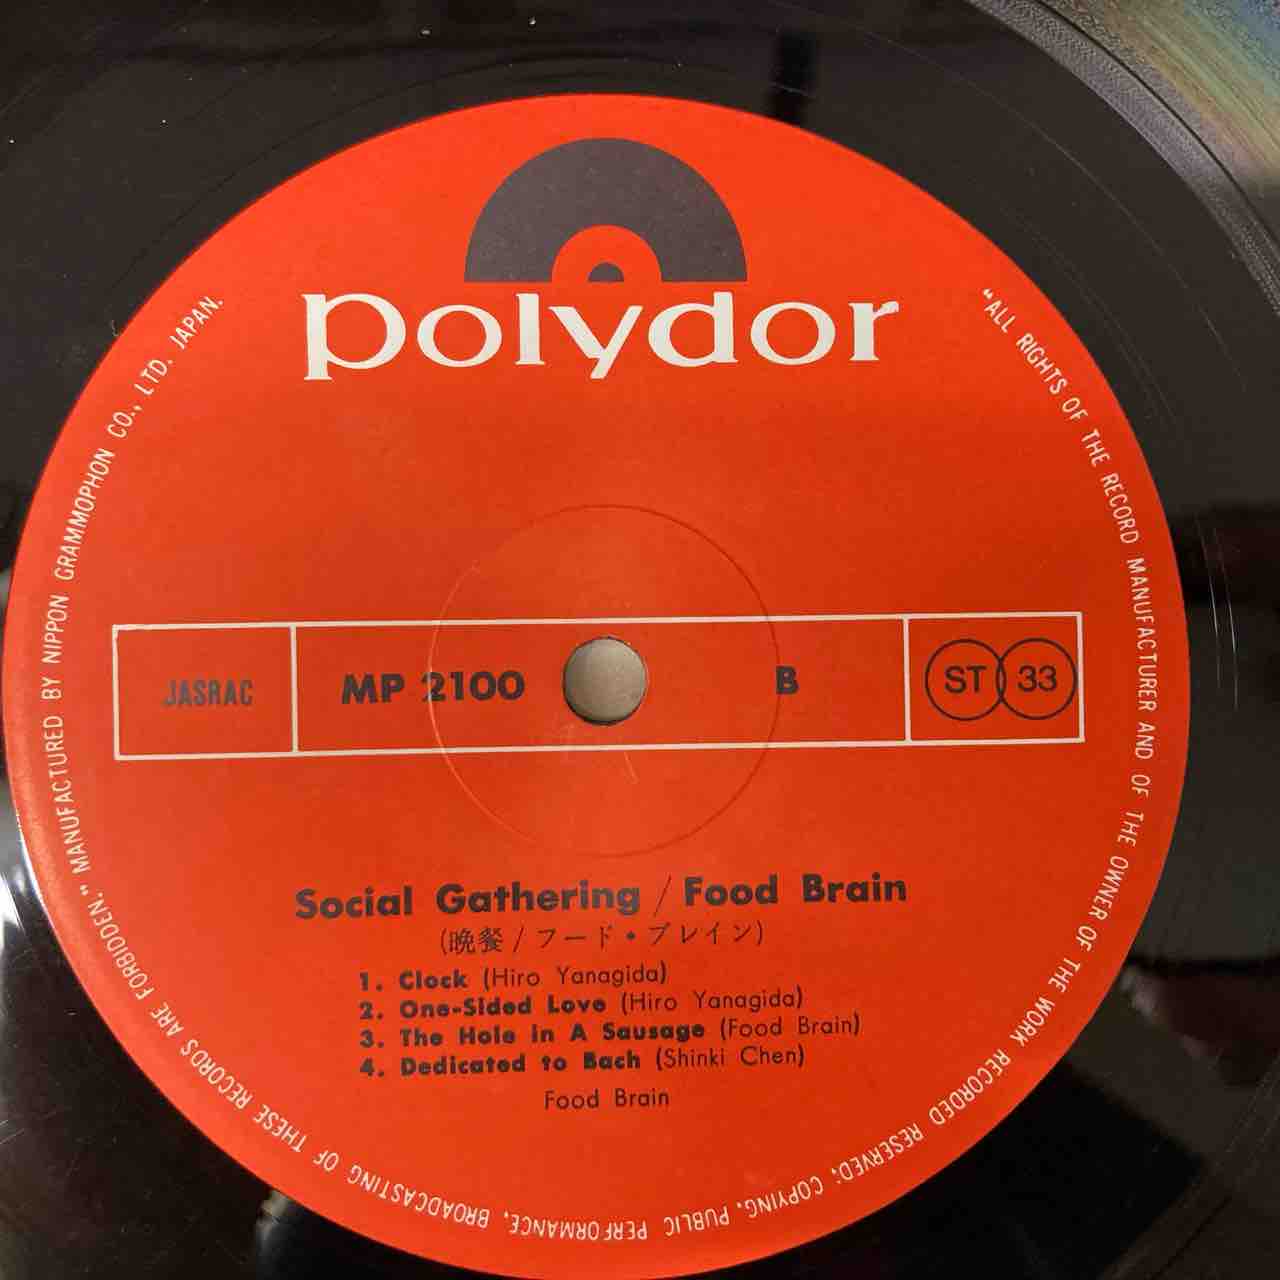 polydor
JASRAC
MP 2100
B
ST 33
Social Gathering / Food Brain
(晩餐 / フード・ブレイン)
1. Clock (Hiro Yanagida)
2. One-Sided Love (Hiro Yanagida)
3. The Hole in A Sausage (Food Brain)
4. Dedicated to Bach (Shinki Chen)
Food Brain
"ALL RIGHTS OF THE RECORD MANUFACTURER AND OF THE OWNER OF THE WORK RECORDED RESERVED; COPYING, PUBLIC PERFORMANCE, BROADCASTING OF THESE RECORDS ARE FORBIDDEN." MANUFACTURED BY NIPPON GRAMMOPHON CO., LTD. JAPAN.